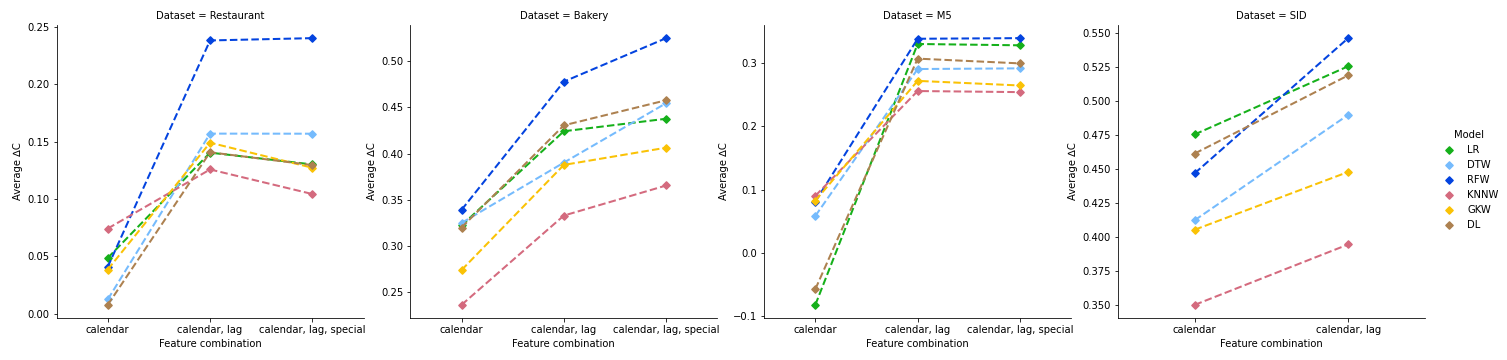 Dataset = Restaurant
0.25
0.20
0.15
0.10
0.05
0.00
Average ΔC
calendar
calendar, lag
calendar, lag, special
Feature combination
Dataset = Bakery
0.50
0.45
0.40
0.35
0.30
0.25
Average ΔC
calendar
calendar, lag
calendar, lag, special
Feature combination
Dataset = M5
0.3
0.2
0.1
0.0
−0.1
Average ΔC
calendar
calendar, lag
calendar, lag, special
Feature combination
Dataset = SID
0.550
0.525
0.500
0.475
0.450
0.425
0.400
0.375
0.350
Average ΔC
calendar
calendar, lag
Feature combination
Model
LR
DTW
RFW
KNNW
GKW
DL